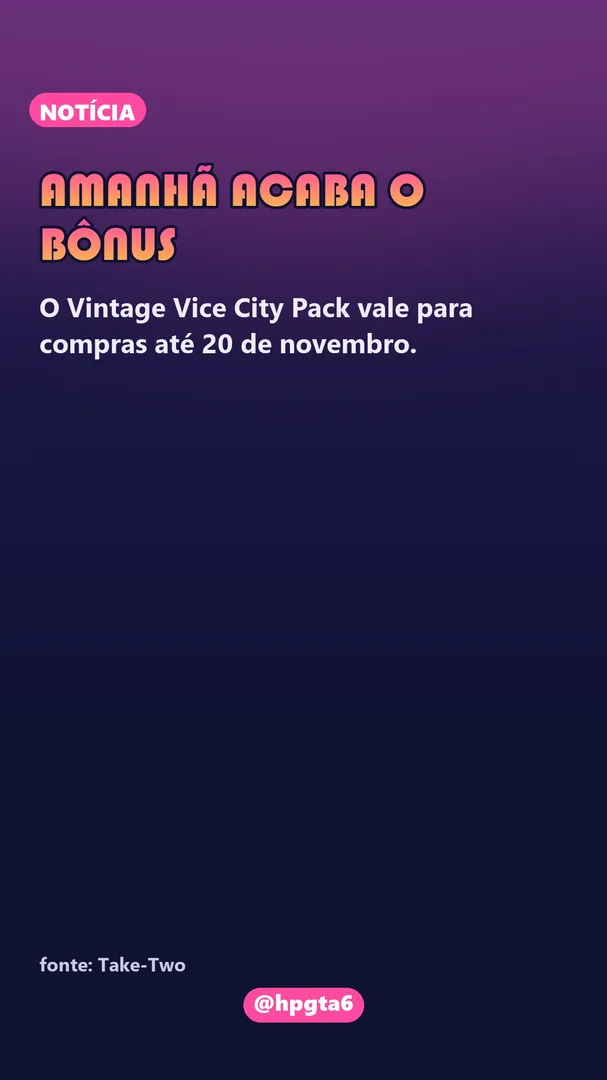 NOTÍCIA
AMANHÃ ACABA O
BÔNUS
O Vintage Vice City Pack vale para
compras até 20 de novembro.
fonte: Take-Two
@hpgta6